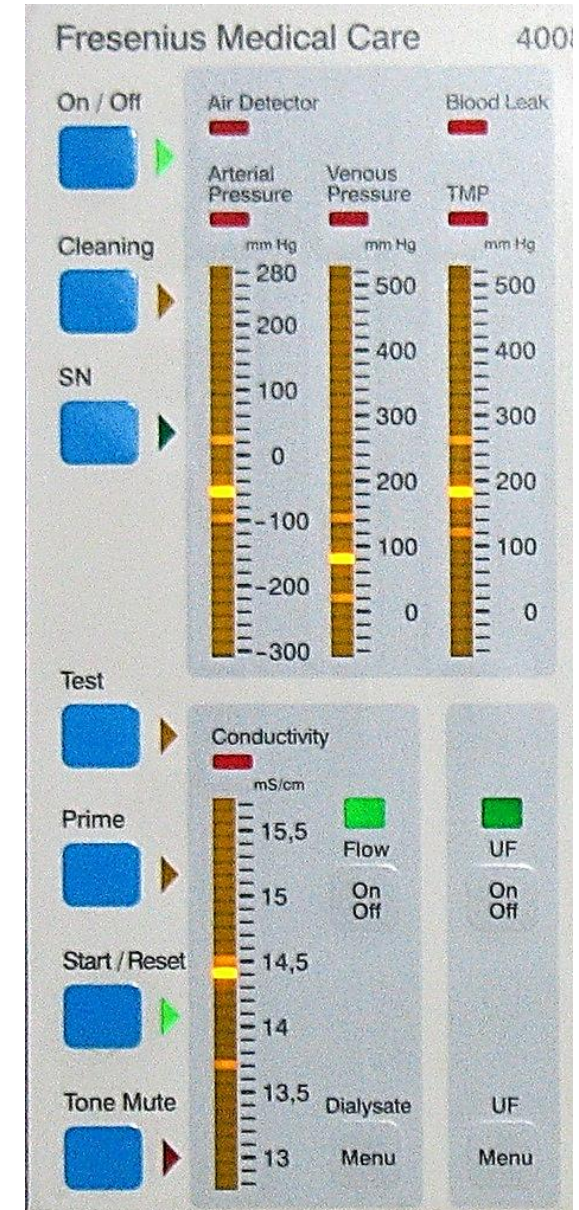 Fresenius Medical Care 4008
On / Off
Air Detector
Blood Leak
Arterial
Pressure
Venous
Pressure
TMP
mm Hg
mm Hg
mm Hg
Cleaning
SN
280
200
100
0
-100
-200
-300
500
400
300
200
100
0
500
400
300
200
100
0
Test
Prime
Start / Reset
Tone Mute
Conductivity
mS/cm
15,5
15
14,5
14
13,5
13
Flow
On
Off
Dialysate
Menu
UF
On
Off
UF
Menu